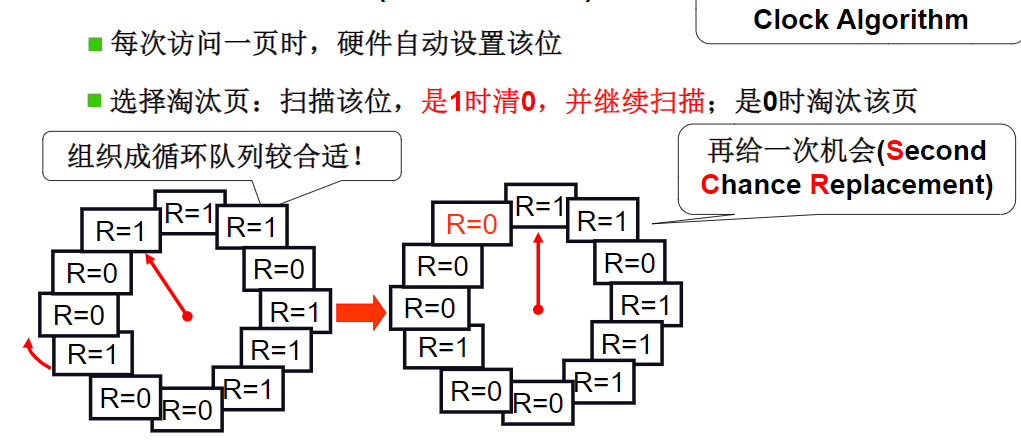 Clock Algorithm
每次访问一页时，硬件自动设置该位
选择淘汰页：扫描该位，是1时清0，并继续扫描；是0时淘汰该页
组织成循环队列较合适！
再给一次机会(Second
Chance Replacement)
R=1
R=1
R=1
R=0
R=0
R=0
R=1
R=1
R=1
R=0
R=0
R=1
R=1
R=0
R=1
R=0
R=0
R=0
R=1
R=1
R=1
R=0
R=0
R=1